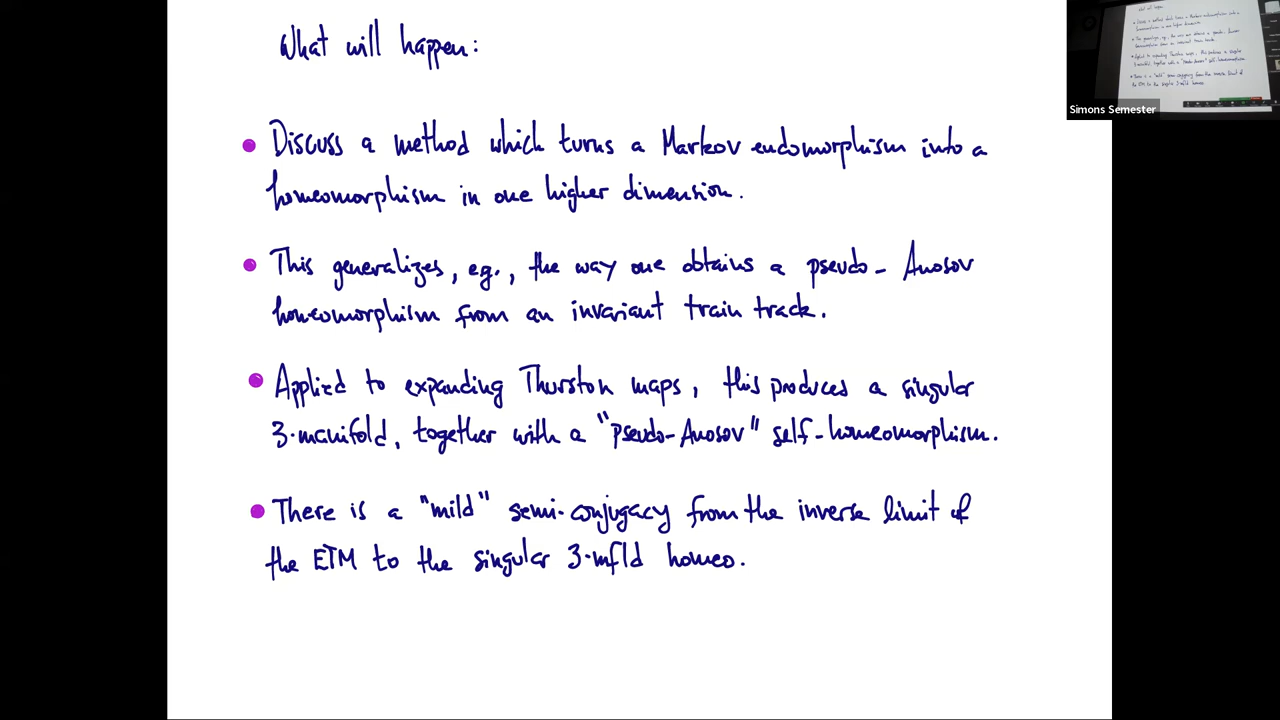 What will happen:
• Discuss a method which turns a Markov endomorphism into a
homeomorphism in one higher dimension.
• This generalizes, eg., the way one obtains a pseudo-Anosov
homeomorphism from an invariant train track.
• Applied to expanding Thurston maps, this produces a singular
3-manifold, together with a "pseudo-Anosov" self-homeomorphism.
• There is a "mild" semi-conjugacy from the inverse limit of
the ETM to the singular 3-mfld homeo.
Simons Semester